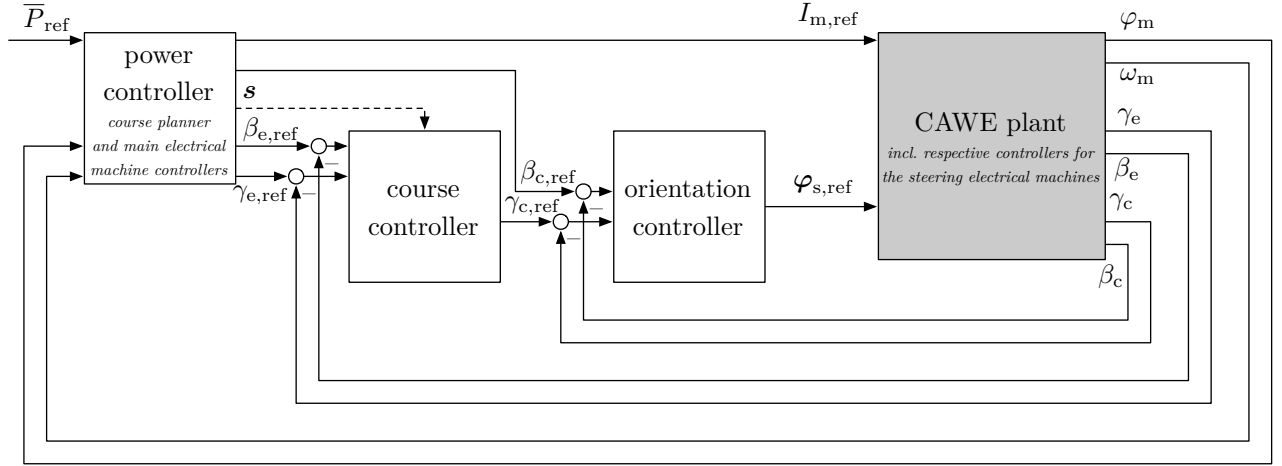 P̅_ref
power
controller
course planner
and main electrical
machine controllers
s
β_e,ref
γ_e,ref
−
−
course
controller
β_c,ref
γ_c,ref
−
−
orientation
controller
φ_s,ref
I_m,ref
CAWE plant
incl. respective controllers for
the steering electrical machines
φ_m
ω_m
γ_e
β_e
γ_c
β_c